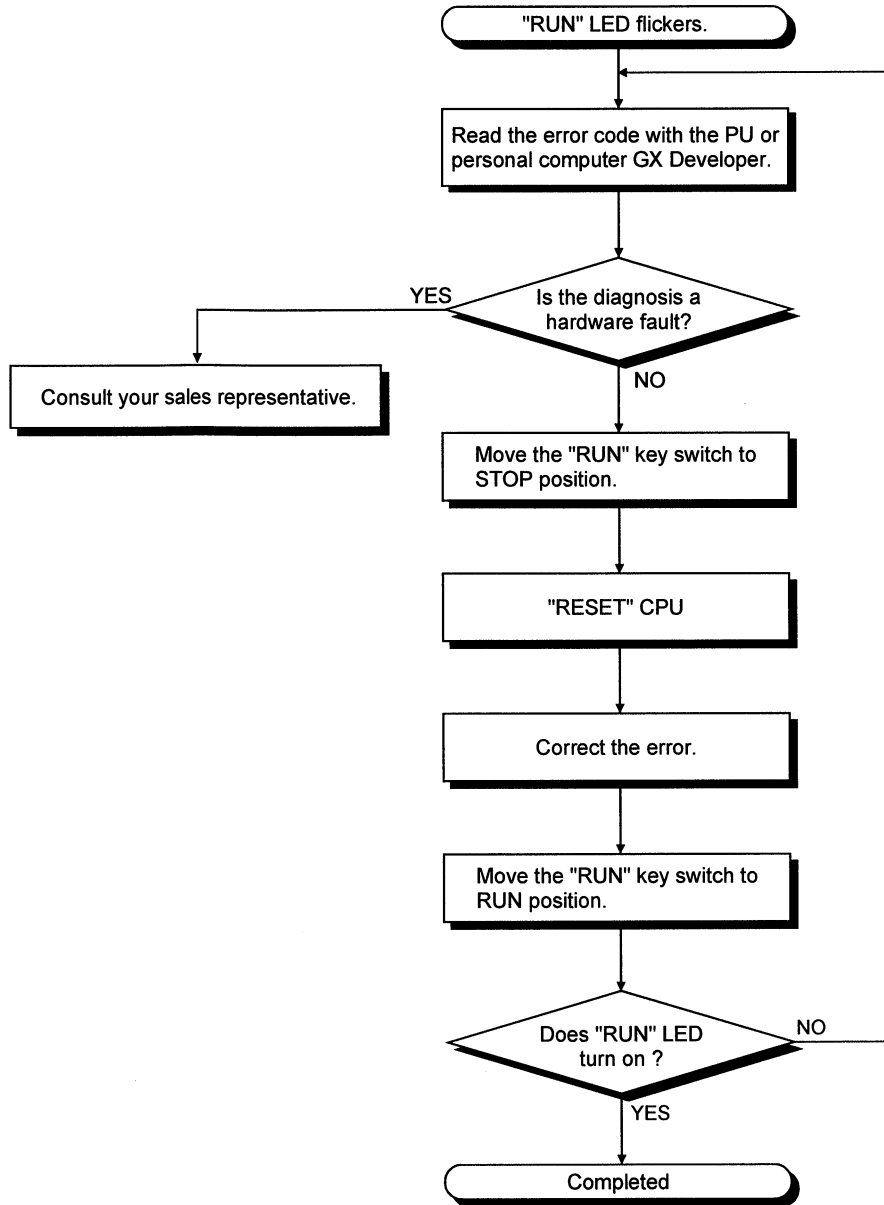 "RUN" LED flickers.
Read the error code with the PU or
personal computer GX Developer.
YES
Is the diagnosis a
hardware fault?
Consult your sales representative.
NO
Move the "RUN" key switch to
STOP position.
"RESET" CPU
Correct the error.
Move the "RUN" key switch to
RUN position.
Does "RUN" LED
turn on ?
NO
YES
Completed